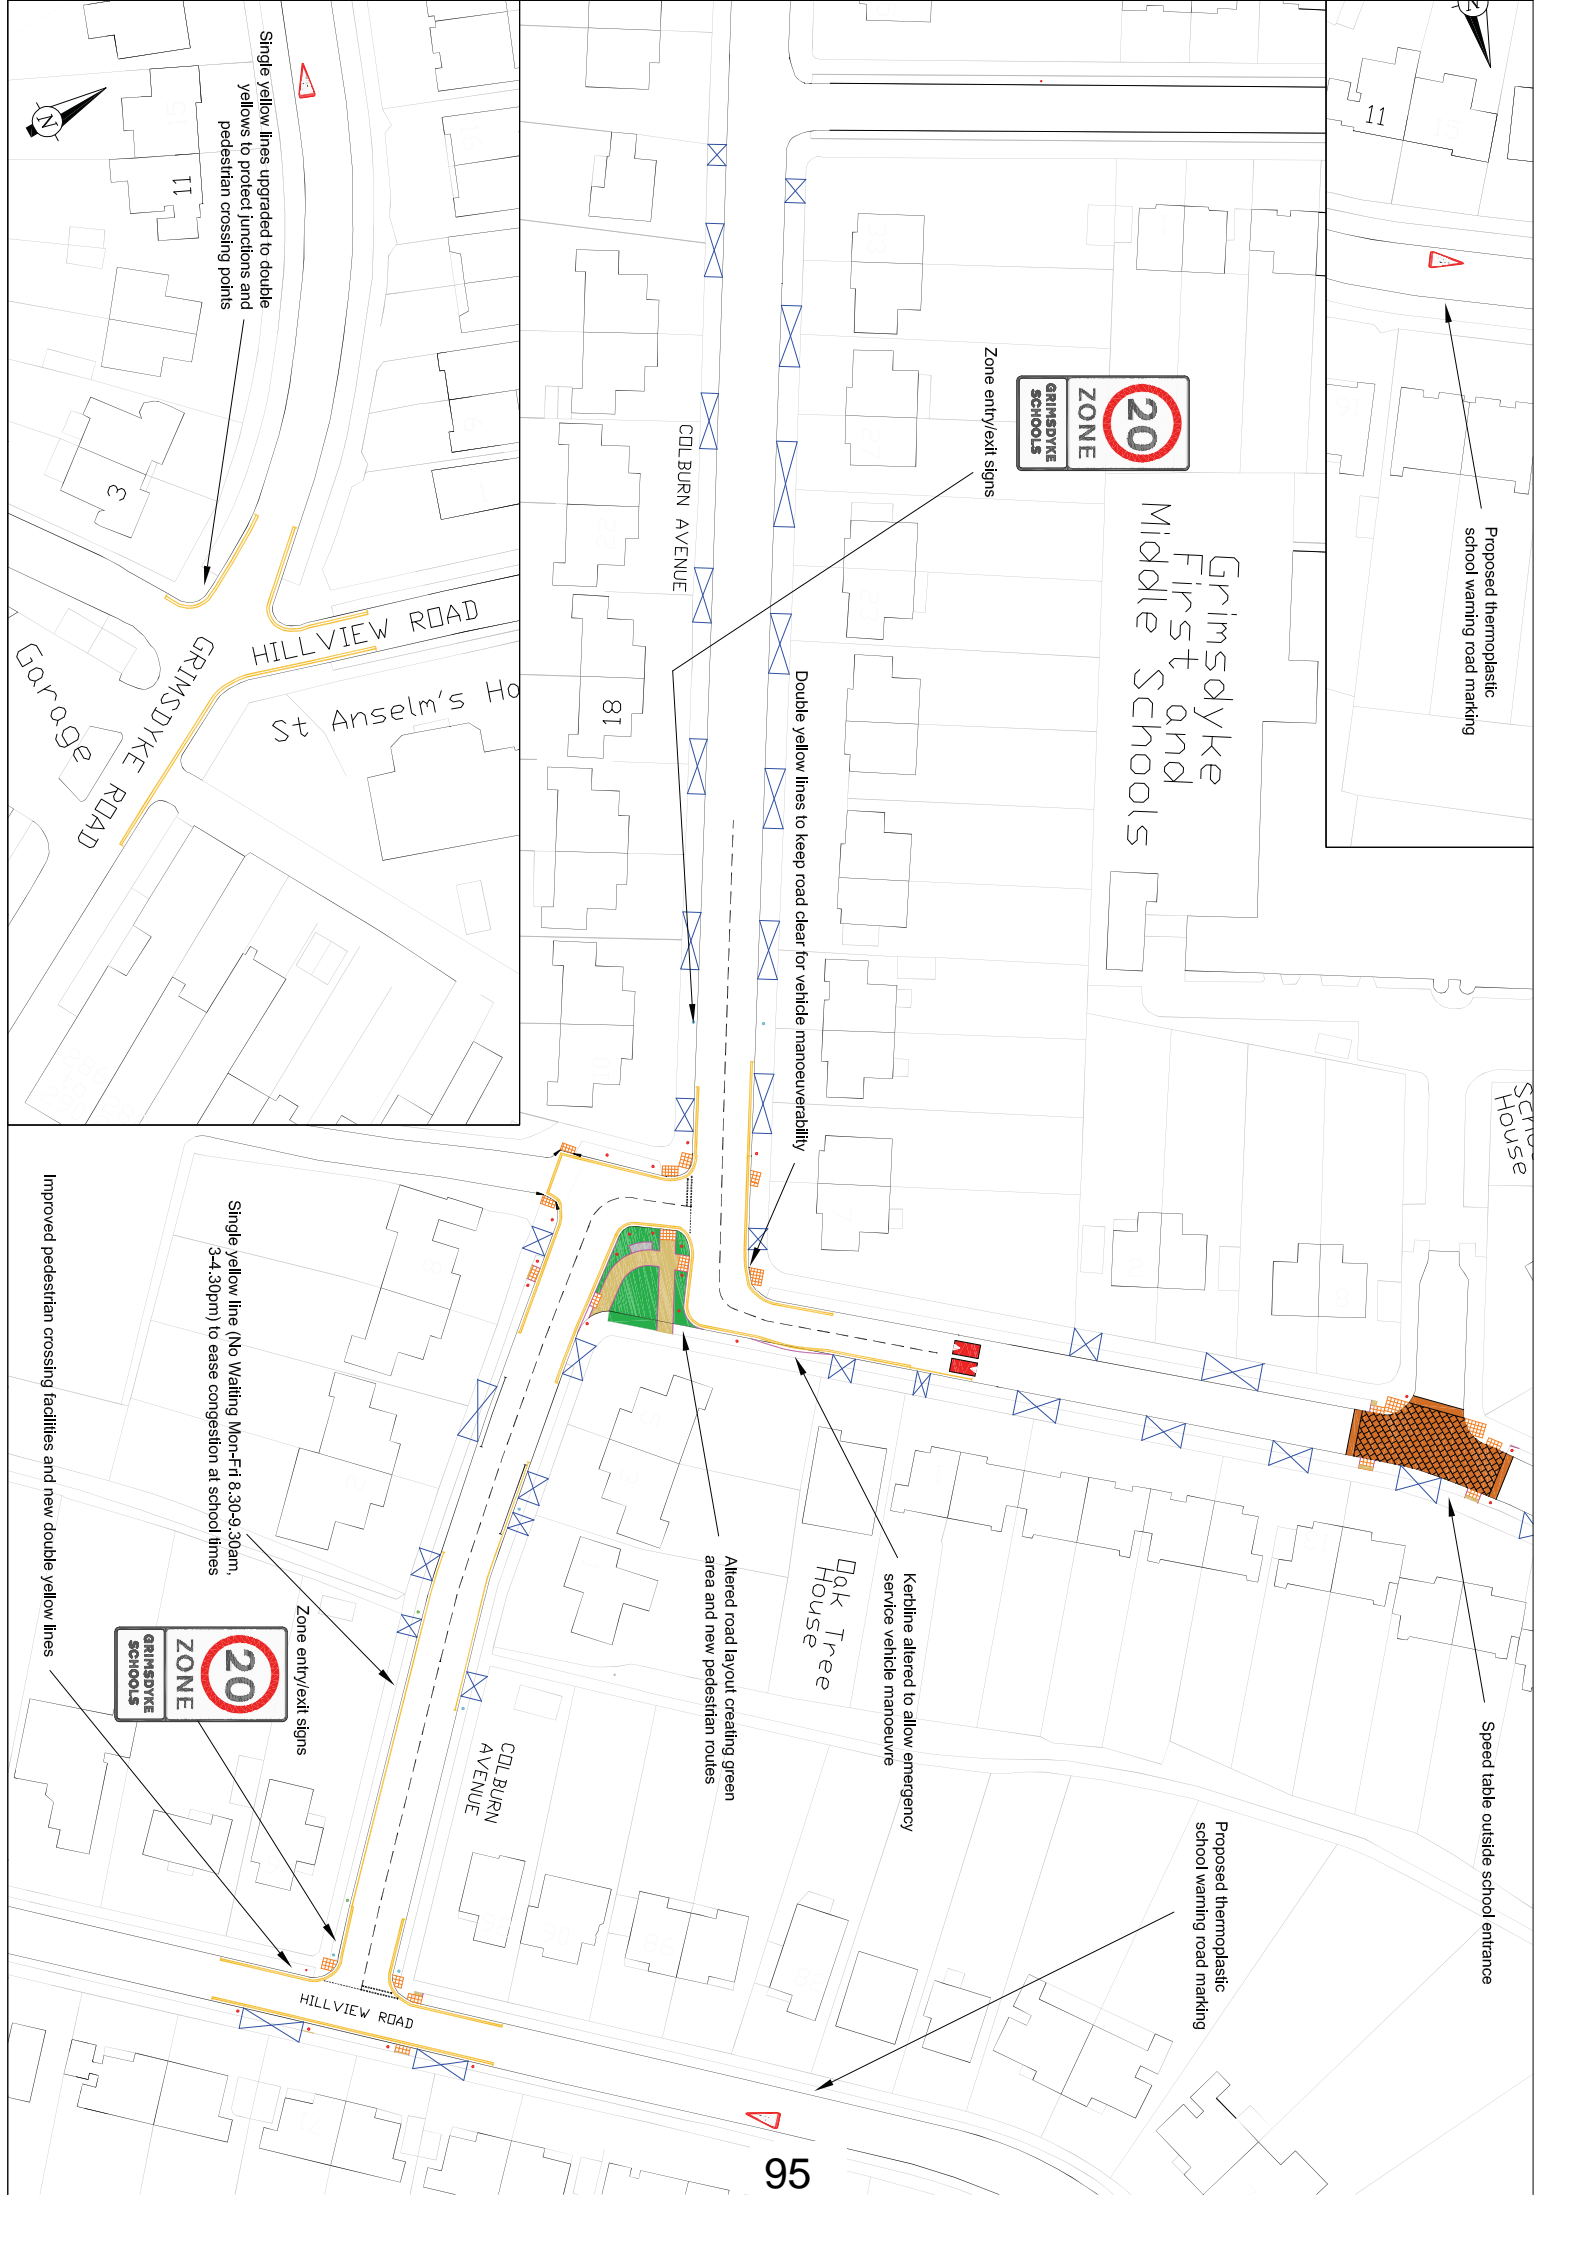 Proposed thermoplastic
school warning road marking
Speed table outside school entrance
Proposed thermoplastic
school warning road marking
School
House
Grimsdyke
First and
Middle Schools
11
N
20
ZONE
GRIMSDYKE
SCHOOLS
Zone entry/exit signs
Double yellow lines to keep road clear for vehicle manoeuverability
Kerbline altered to allow emergency
service vehicle manoeuvre
Oak Tree
House
Altered road layout creating green
area and new pedestrian routes
COLBURN AVENUE
18
COLBURN
AVENUE
St Anselm's Ho
HILLVIEW ROAD
GRIMSDYKE ROAD
Garage
3
11
N
Single yellow lines upgraded to double
yellows to protect junctions and
pedestrian crossing points
Single yellow line (No Waiting Mon-Fri 8.30-9.30am,
3-4.30pm) to ease congestion at school times
Zone entry/exit signs
20
ZONE
GRIMSDYKE
SCHOOLS
HILLVIEW ROAD
Improved pedestrian crossing facilities and new double yellow lines
95